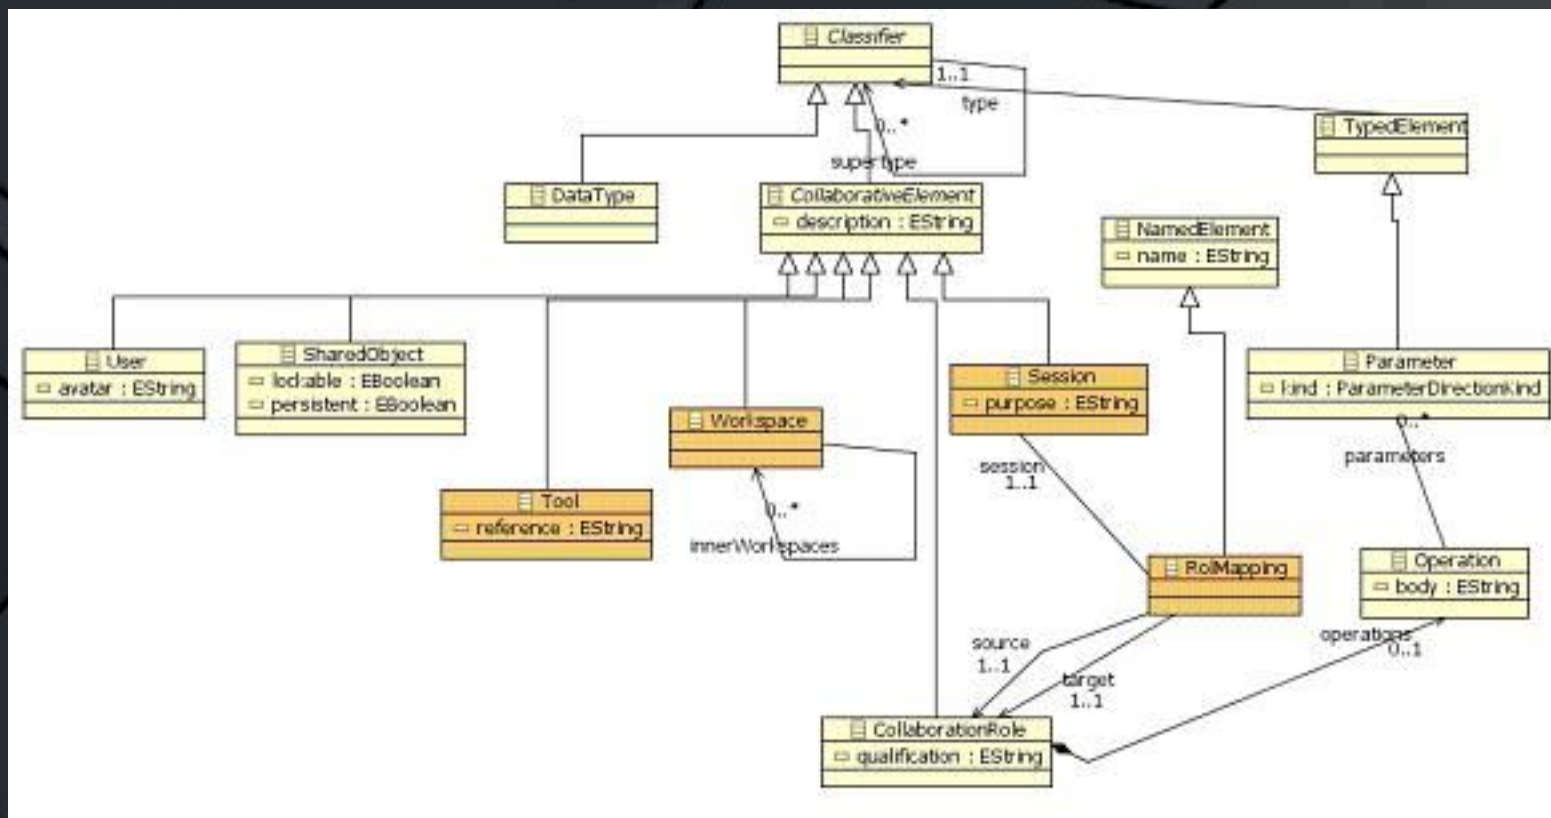 Classifier
1..1
type
0..*
supertype
TypedElement
DataType
CollaborativeElement
description : EString
NamedElement
name : EString
User
avatar : EString
SharedObject
lockable : EBoolean
persistent : EBoolean
Session
purpose : EString
Parameter
kind : ParameterDirectionKind
0..*
parameters
Workspace
0..*
innerWorkspaces
Tool
reference : EString
session
1..1
RolMapping
Operation
body : EString
operations
0..1
source
1..1
target
1..1
CollaborationRole
qualification : EString